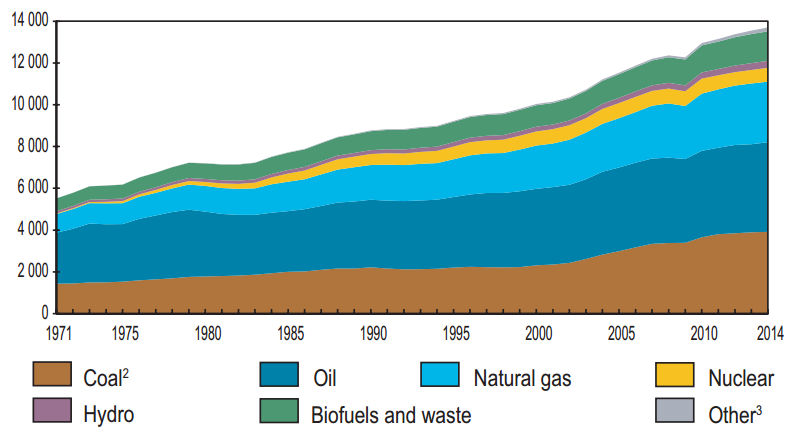 14 000
12 000
10 000
8 000
6 000
4 000
2 000
0
1971 1975 1980 1985 1990 1995 2000 2005 2010 2014
Coal² Oil Natural gas Nuclear
Hydro Biofuels and waste Other³